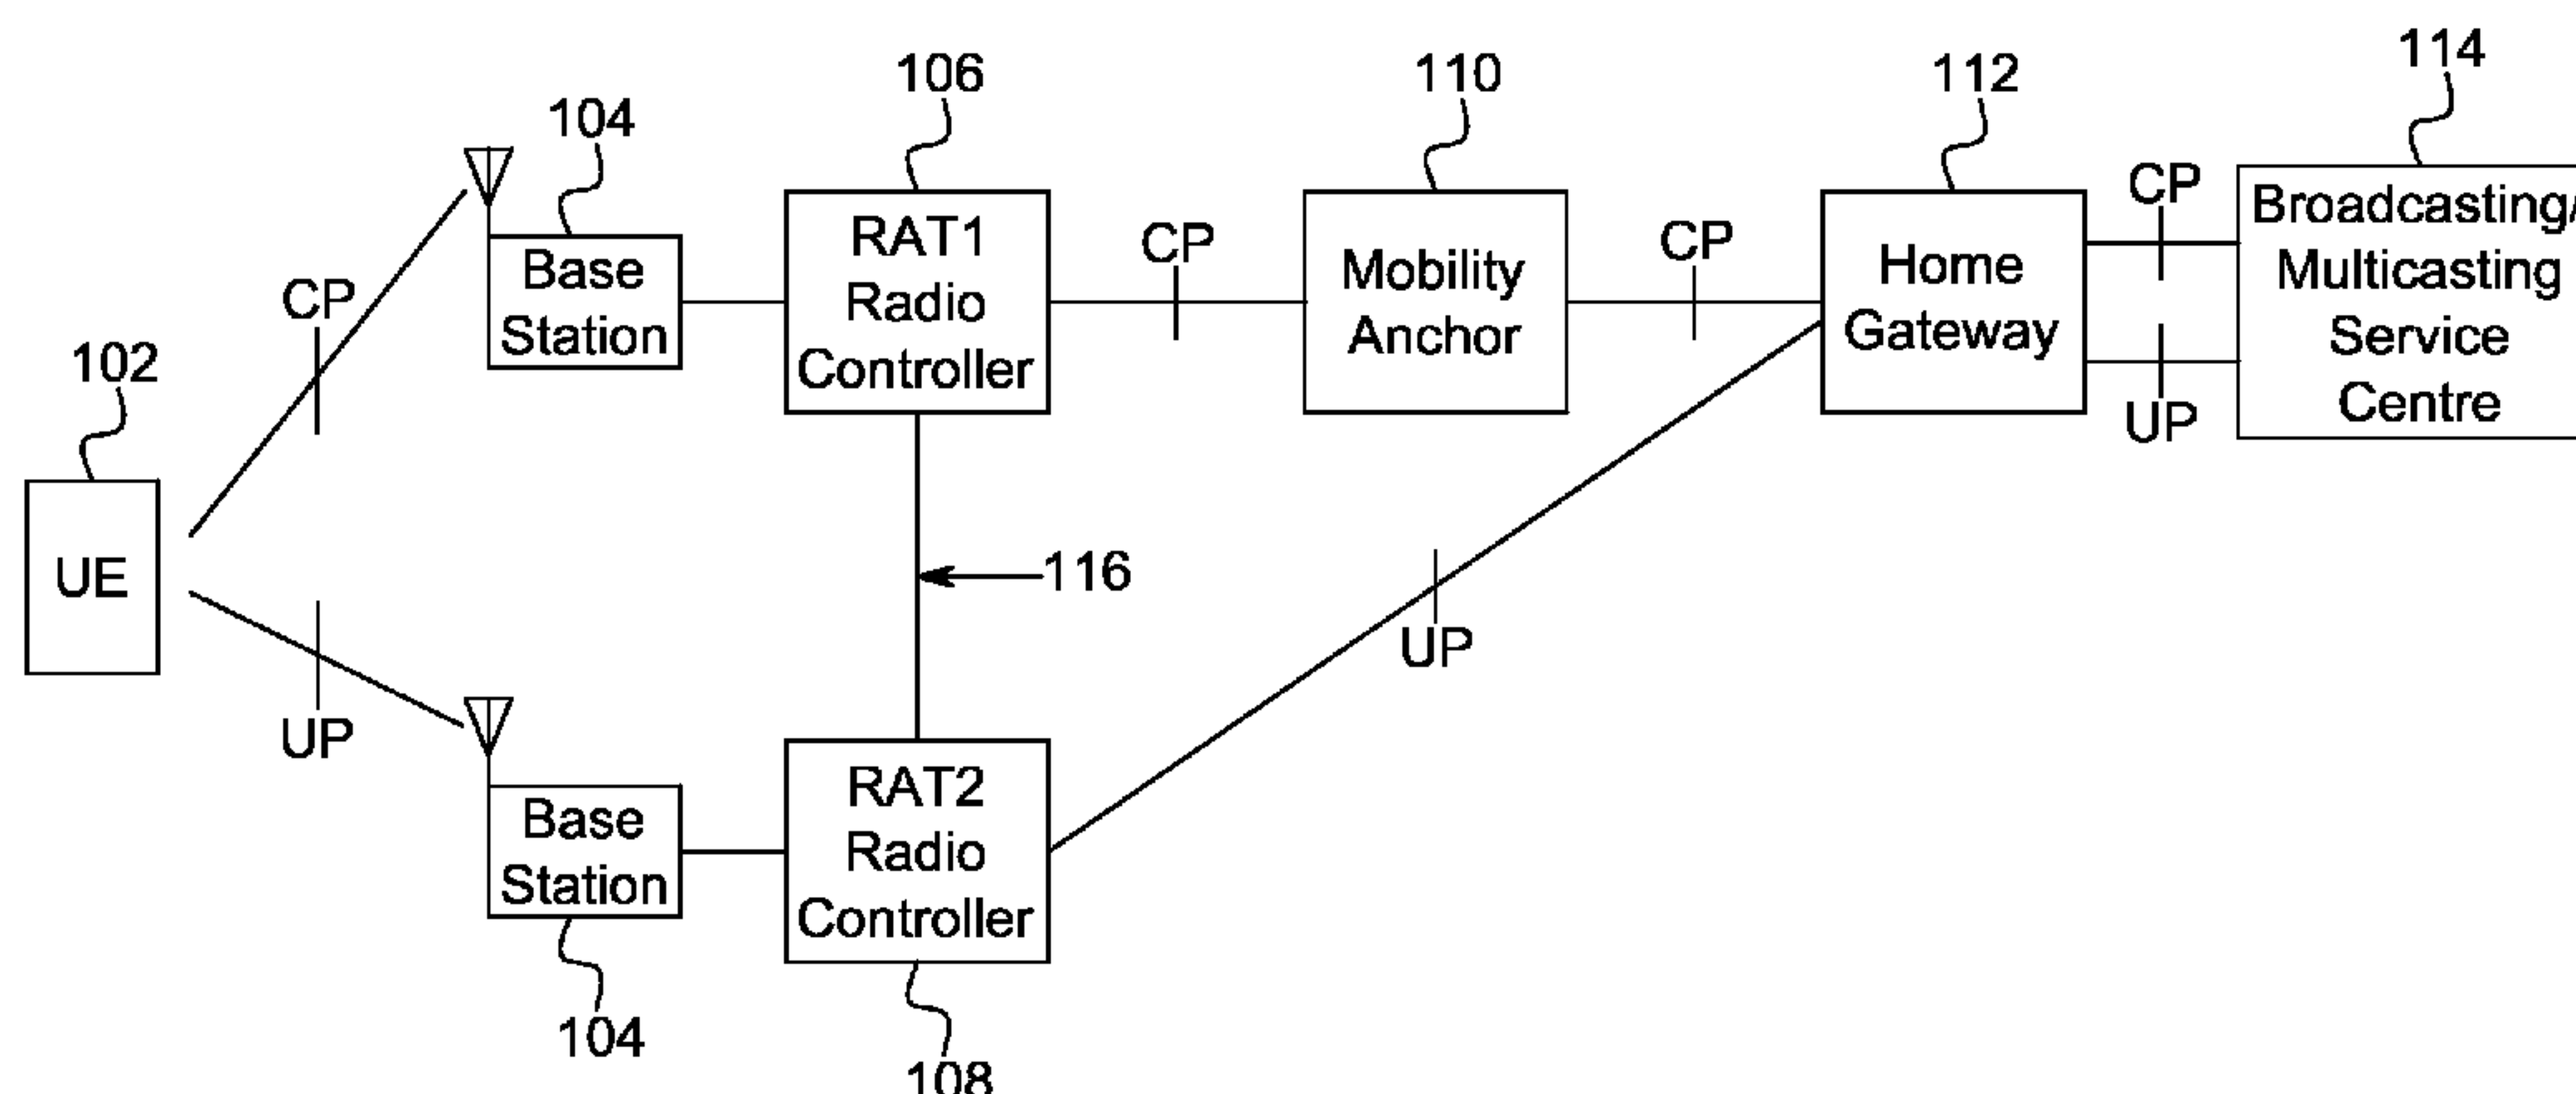 114
106
110
112
104
CP
Broadcasting/
Multicasting
Service
Centre
RAT1
Radio
Controller
CP
Mobility
Anchor
CP
Home
Gateway
Base
Station
CP
UP
102
UE
116
UP
UP
RAT2
Radio
Controller
Base
Station
104
108